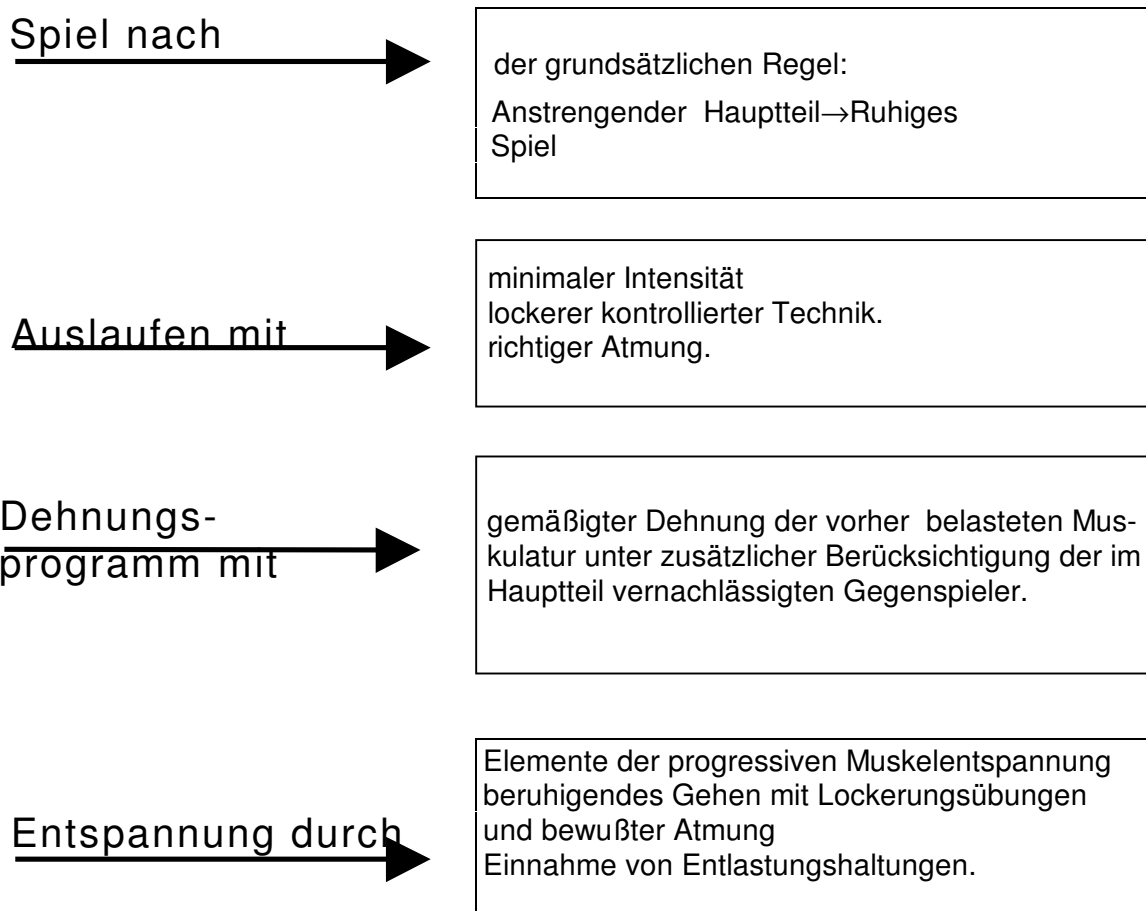 Spiel nach
der grundsätzlichen Regel:
Anstrengender Hauptteil→Ruhiges
Spiel
Auslaufen mit
minimaler Intensität
lockerer kontrollierter Technik.
richtiger Atmung.
Dehnungs-
programm mit
gemäßigter Dehnung der vorher belasteten Mus-
kulatur unter zusätzlicher Berücksichtigung der im
Hauptteil vernachlässigten Gegenspieler.
Entspannung durch
Elemente der progressiven Muskelentspannung
beruhigendes Gehen mit Lockerungsübungen
und bewußter Atmung
Einnahme von Entlastungshaltungen.